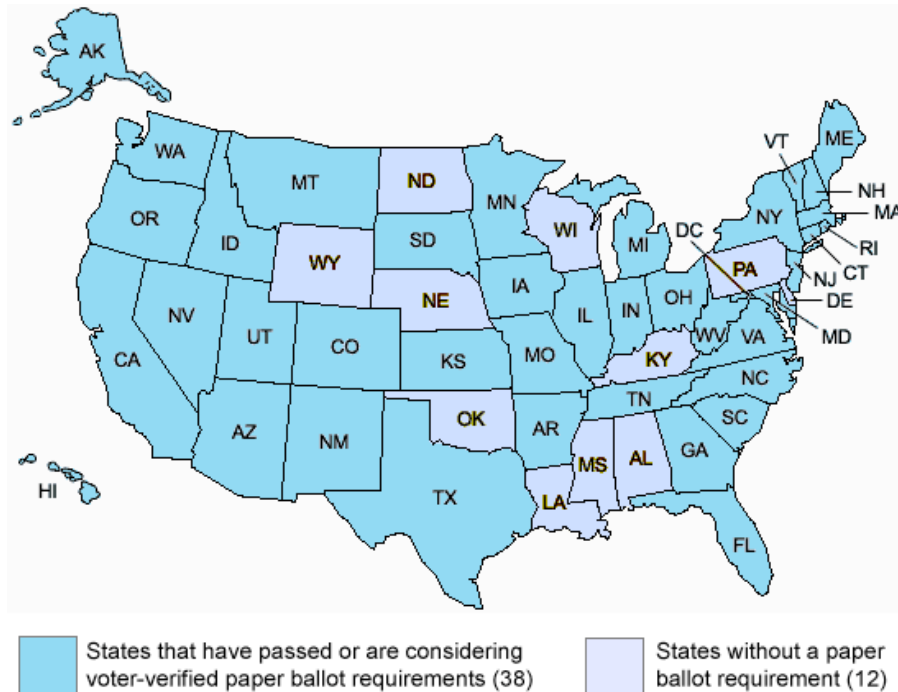 AK
WA
MT
ND
MN
VT
ME
NH
MA
OR
ID
SD
WI
MI
NY
DC
RI
CT
WY
PA
NJ
NE
IA
DE
NV
UT
CO
IL
IN
OH
WV
VA
MD
CA
KS
MO
KY
NC
TN
AZ
NM
OK
AR
SC
MS
AL
GA
HI
TX
LA
FL
States that have passed or are considering
voter-verified paper ballot requirements (38)
States without a paper
ballot requirement (12)